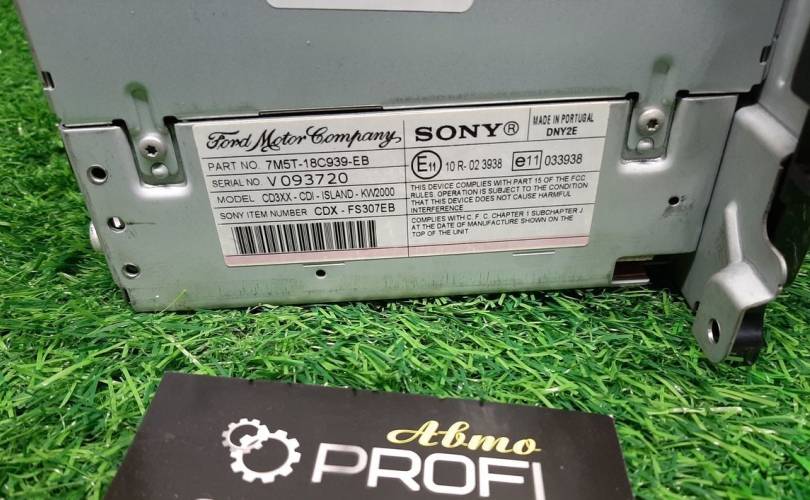 Ford Motor Company
SONY®
MADE IN PORTUGAL
DNY2E
PART NO. 7M5T-18C939-EB
SERIAL NO. V093720
MODEL CD3XX - CDI - ISLAND - KW2000
SONY ITEM NUMBER CDX - FS307EB
E11 10 R- 02 3938
e11 033938
THIS DEVICE COMPLIES WITH PART 15 OF THE FCC
RULES. OPERATION IS SUBJECT TO THE CONDITION
THAT THIS DEVICE DOES NOT CAUSE HARMFUL
INTERFERENCE
COMPLIES WITH C.F.C. CHAPTER 1 SUBCHAPTER J
AT THE DATE OF MANUFACTURE SHOWN ON THE
TOP OF THE UNIT
Авто
PROFI